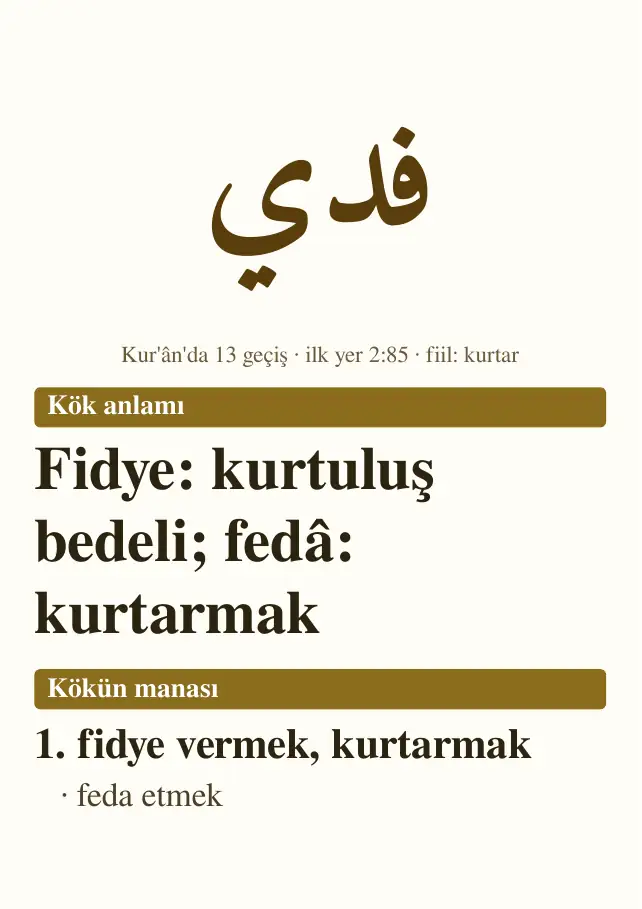 فدي
Kur'ân'da 13 geçiş · ilk yer 2:85 · fiil: kurtar
Kök anlamı
Fidye: kurtuluş
bedeli; fedâ:
kurtarmak
Kökün manası
1. fidye vermek, kurtarmak
· feda etmek